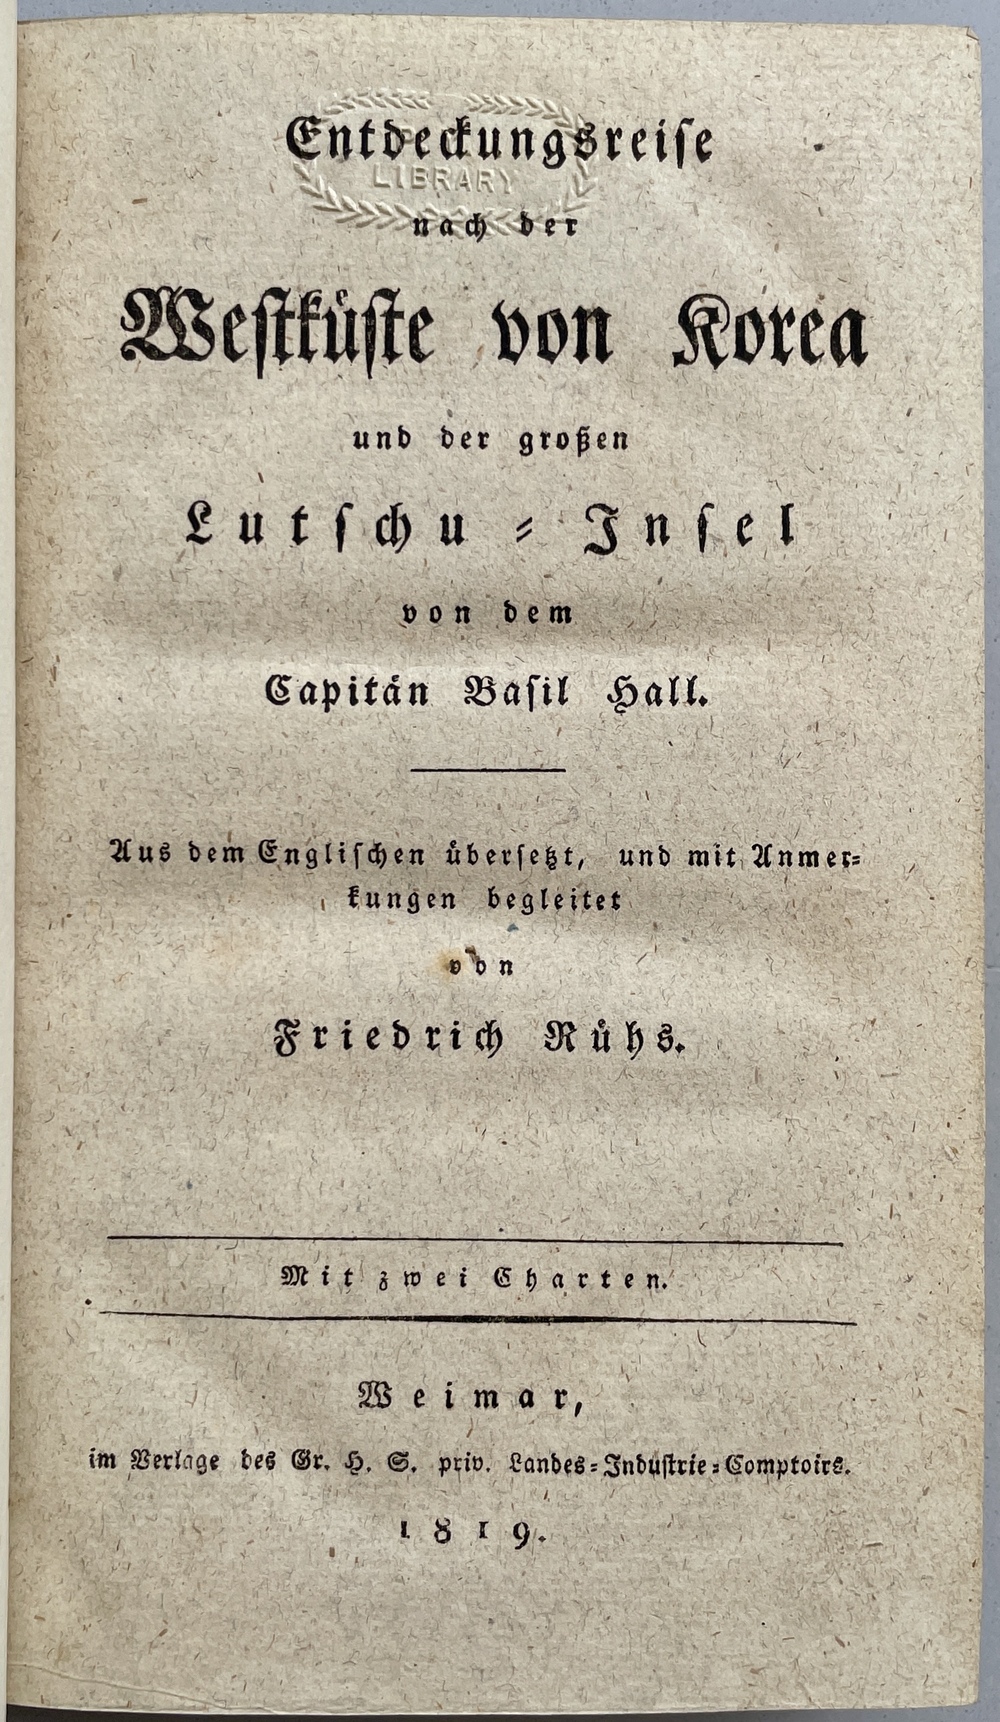 Entdeckungsreise
LIBRARY
nach der
Westküste von Korea
und der großen
Lutschu-Insel
von dem
Capitän Basil Hall.
Aus dem Englischen übersetzt, und mit Anmer-
kungen begleitet
von
Friedrich Rühs.
Mit zwei Charten.
Weimar,
im Verlage des Gr. H. S. priv. Landes-Industrie-Comptoirs.
1819.